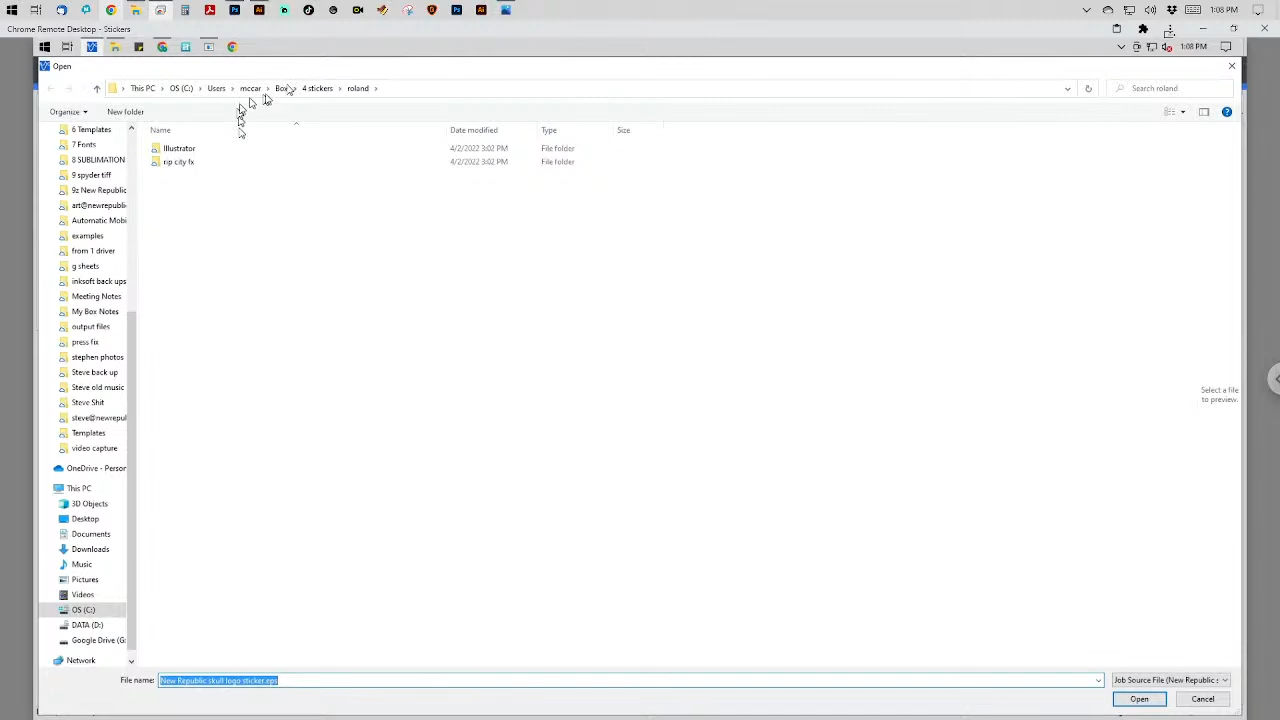 1:08 PM
Chrome Remote Desktop - Stickers
1:08 PM
Open
This PC > OS (C:) > Users > mccar > Box > 4 stickers > roland >
Search roland
Organize New folder
Name Date modified Type Size
6 Templates
7 Fonts
8 SUBLIMATION
9 spyder tiff
9z New Republic
art@newrepublic
Automatic Mobi
examples
from 1 driver
g sheets
inksoft back ups
Meeting Notes
My Box Notes
output files
press fix
stephen photos
Steve back up
Steve old music
Steve Shit
steve@newrepul
Templates
video capture
OneDrive - Person
This PC
3D Objects
Desktop
Documents
Downloads
Music
Pictures
Videos
OS (C:)
DATA (D:)
Google Drive (G:
Network
Illustrator 4/2/2022 3:02 PM File folder
rip city fx 4/2/2022 3:02 PM File folder
Select a file
to preview.
File name: New Republic skull logo sticker.eps
Job Source File (New Republic s
Open Cancel